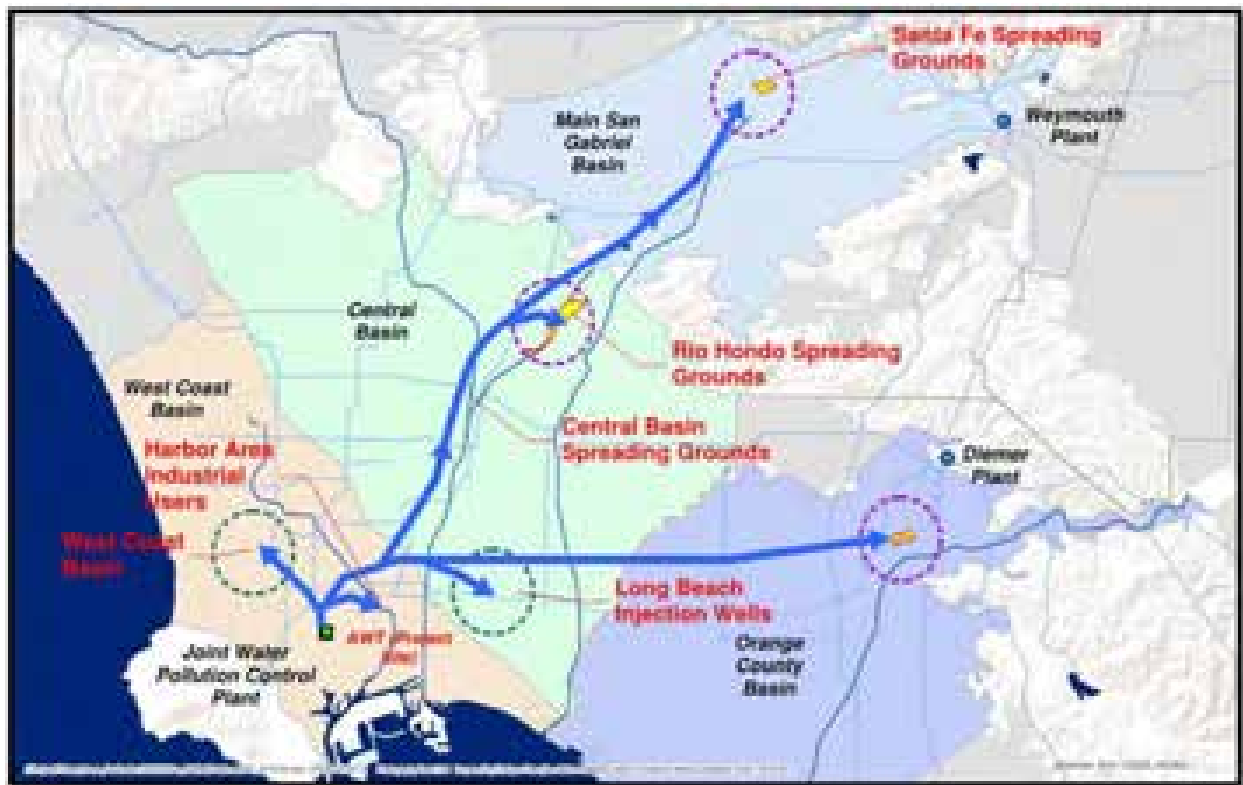 Santa Fe Spreading
Grounds
Main San
Gabriel
Basin
Weymouth
Plant
Central
Basin
Rio Hondo Spreading
Grounds
West Coast
Basin
Central Basin
Spreading Grounds
Harbor Area
Industrial
Users
Diemer
Plant
West Coast
Basin
Long Beach
Injection Wells
AWT
Site)
Orange
County
Basin
Joint Water
Pollution Control
Plant